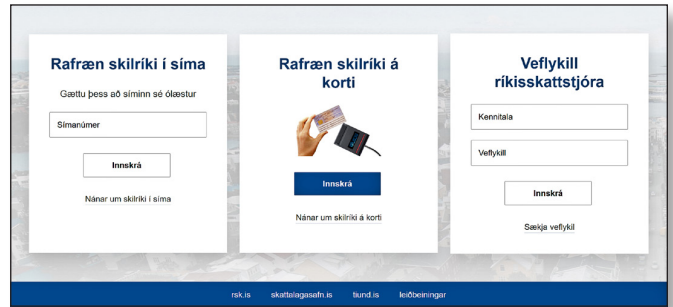 Rafræn skilríki í síma
Gættu þess að síminn sé ólæstur
Símanúmer
Innskrá
Nánar um skilríki í síma
Rafræn skilríki á
korti
Innskrá
Nánar um skilríki á korti
Veflykill
ríkisskattstjóra
Kennitala
Veflykill
Innskrá
Sækja veflykil
rsk.is skattalagasafn.is tiund.is leiðbeiningar